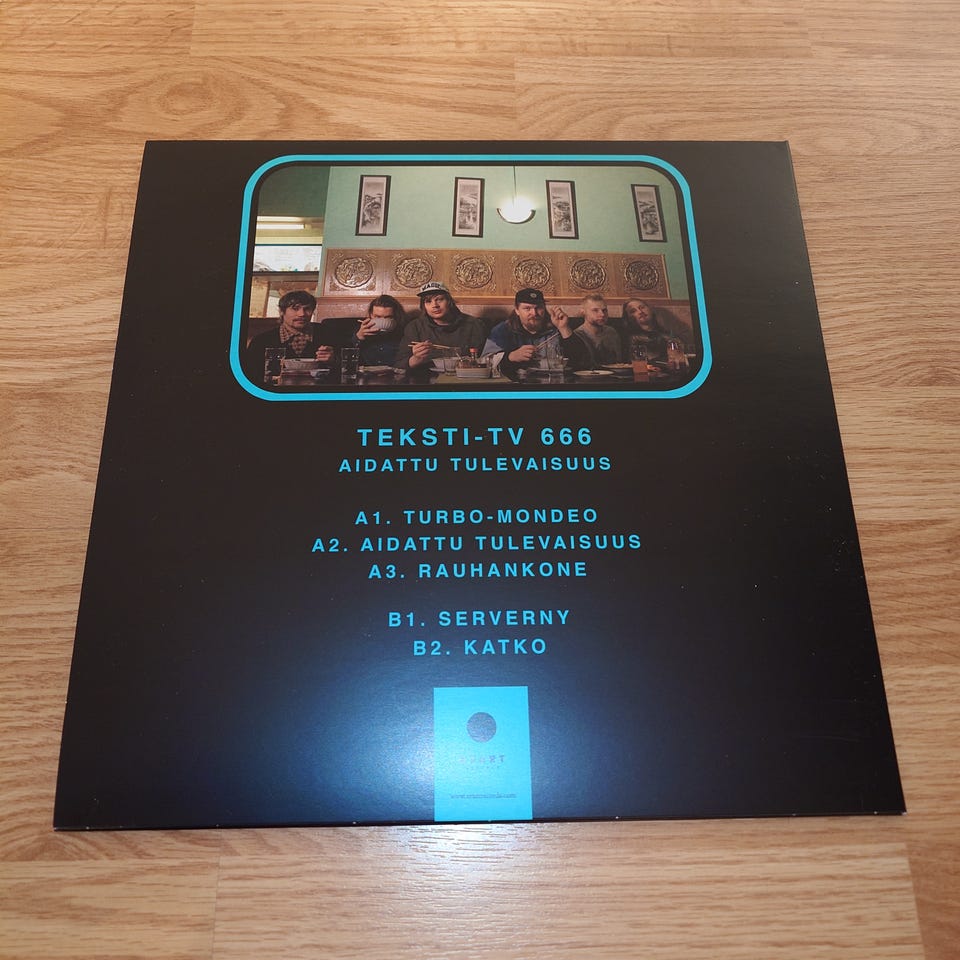 TEKSTI-TV 666
AIDATTU TULEVAISUUS
A1. TURBO-MONDEO
A2. AIDATTU TULEVAISUUS
A3. RAUHANKONE
B1. SERVERNY
B2. KATKO